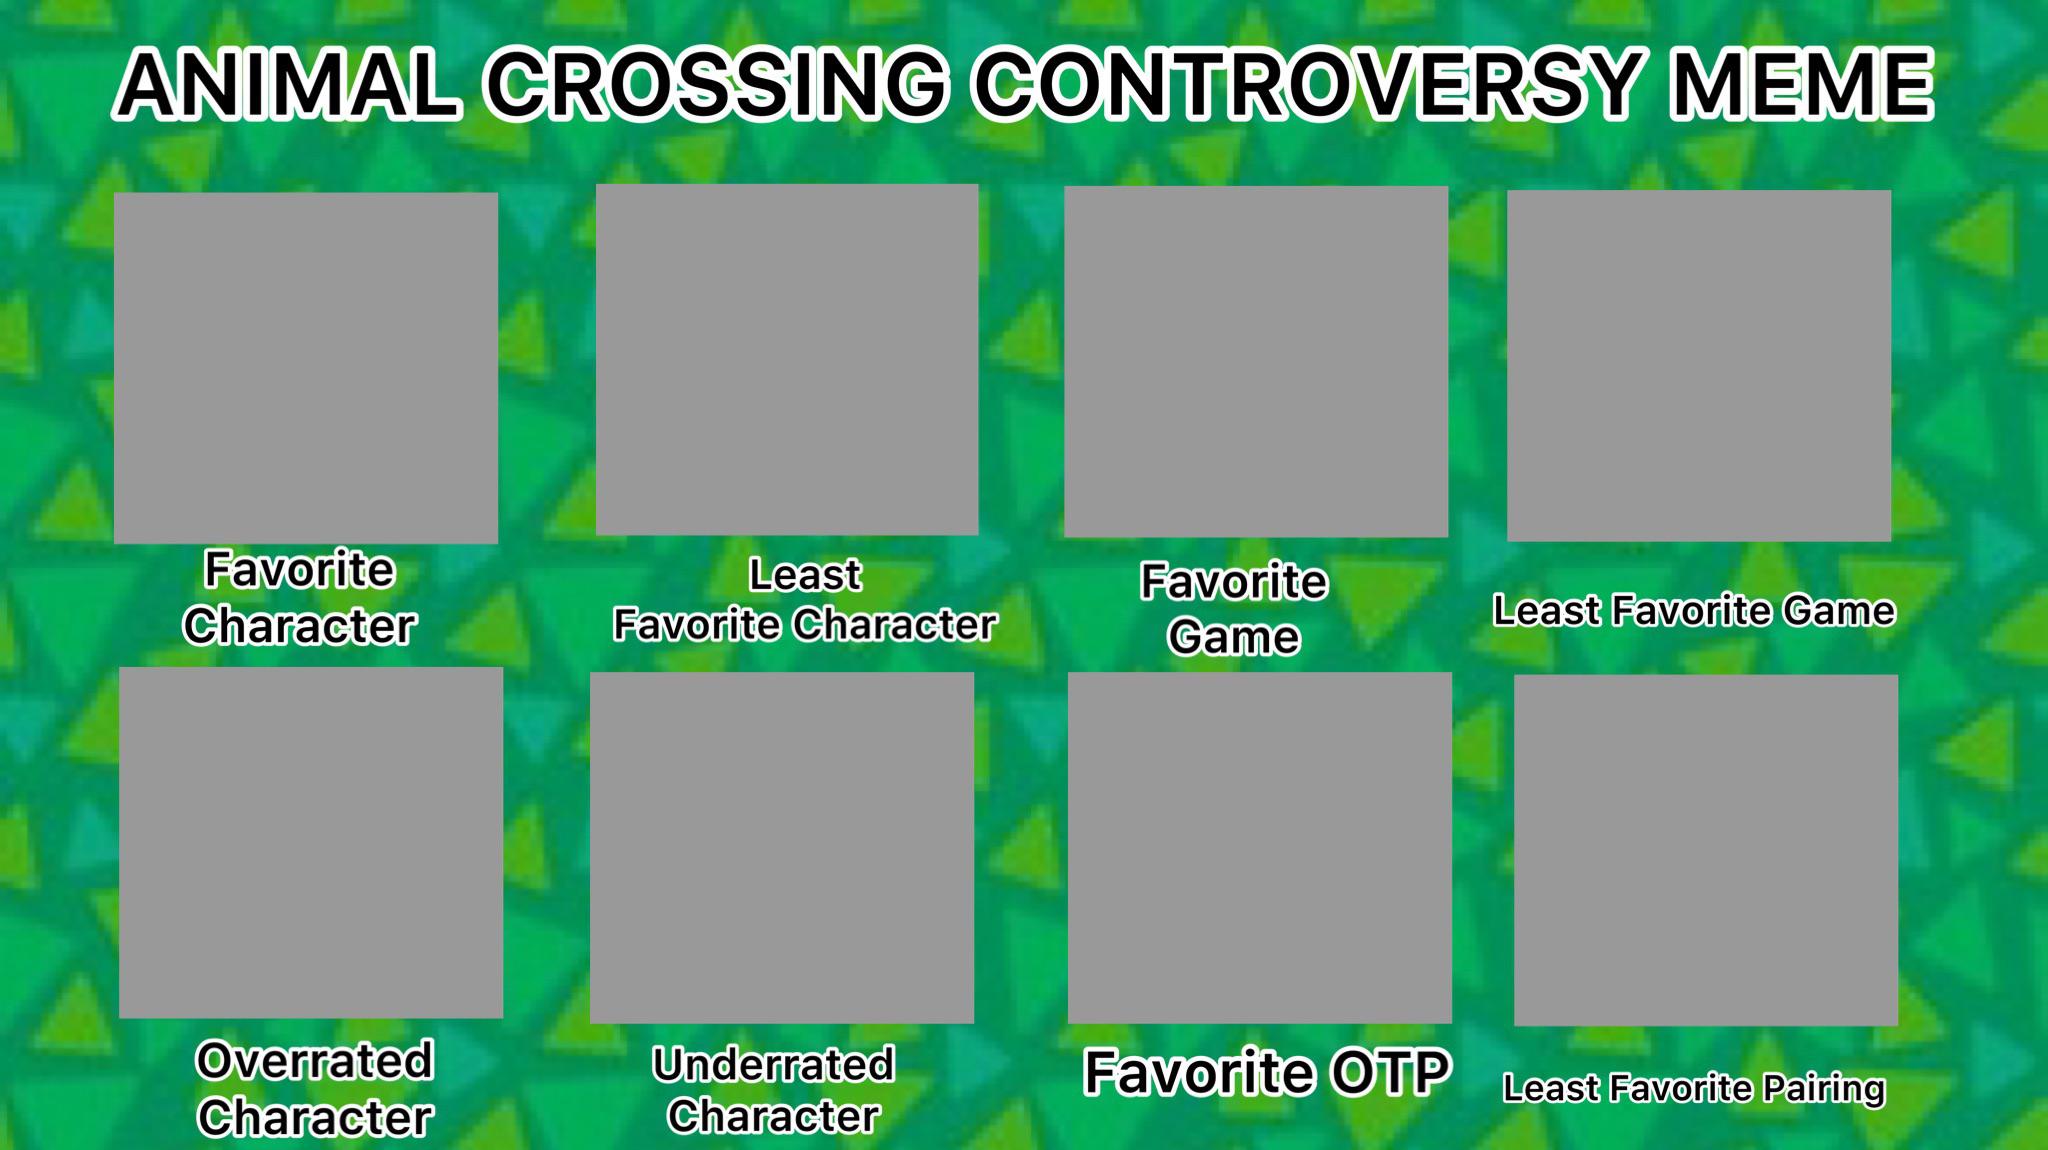 ANIMAL CROSSING CONTROVERSY MEME
Favorite
Character
Least
Favorite Character
Favorite
Game
Least Favorite Game
Overrated
Character
Underrated
Character
Favorite OTP
Least Favorite Pairing